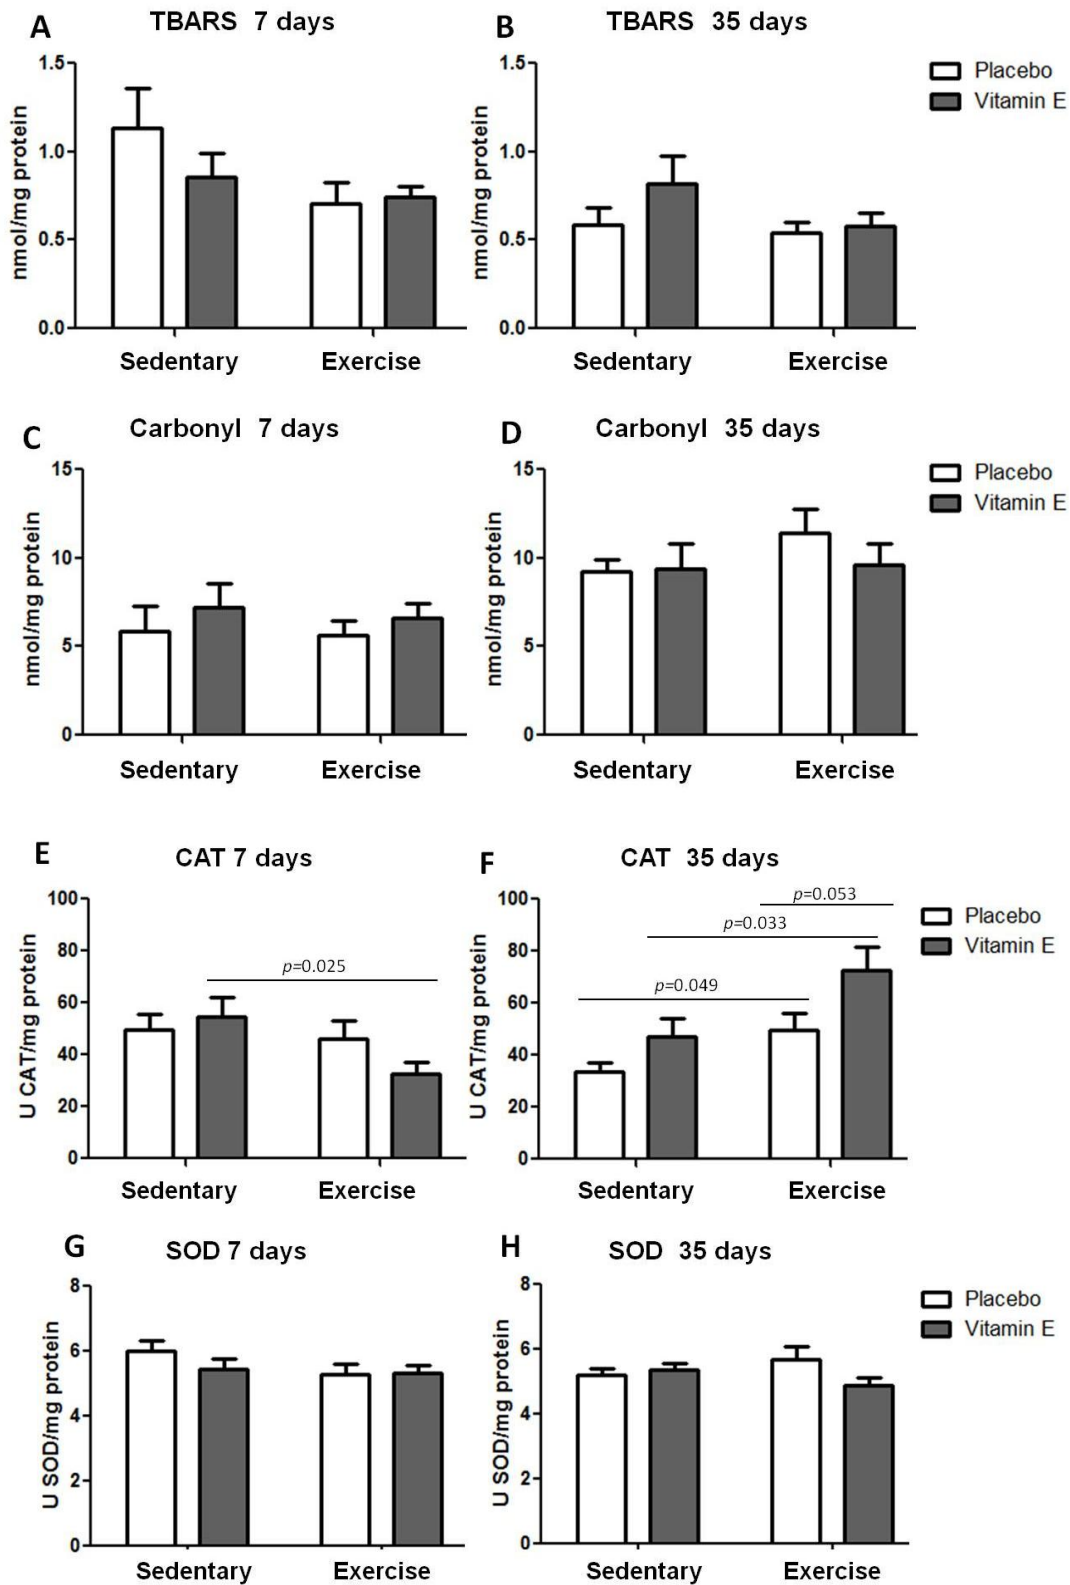 A
TBARS 7 days
1.5
1.0
0.5
0.0
nmol/mg protein
Sedentary
Exercise
B
TBARS 35 days
1.5
1.0
0.5
0.0
nmol/mg protein
Sedentary
Exercise
Placebo
Vitamin E
C
Carbonyl 7 days
15
10
5
0
nmol/mg protein
Sedentary
Exercise
D
Carbonyl 35 days
15
10
5
0
nmol/mg protein
Sedentary
Exercise
Placebo
Vitamin E
E
CAT 7 days
100
80
60
40
20
0
U CAT/mg protein
p=0.025
Sedentary
Exercise
F
CAT 35 days
100
80
60
40
20
0
U CAT/mg protein
p=0.053
p=0.033
p=0.049
Sedentary
Exercise
Placebo
Vitamin E
G
SOD 7 days
8
6
4
2
0
U SOD/mg protein
Sedentary
Exercise
H
SOD 35 days
8
6
4
2
0
U SOD/mg protein
Sedentary
Exercise
Placebo
Vitamin E